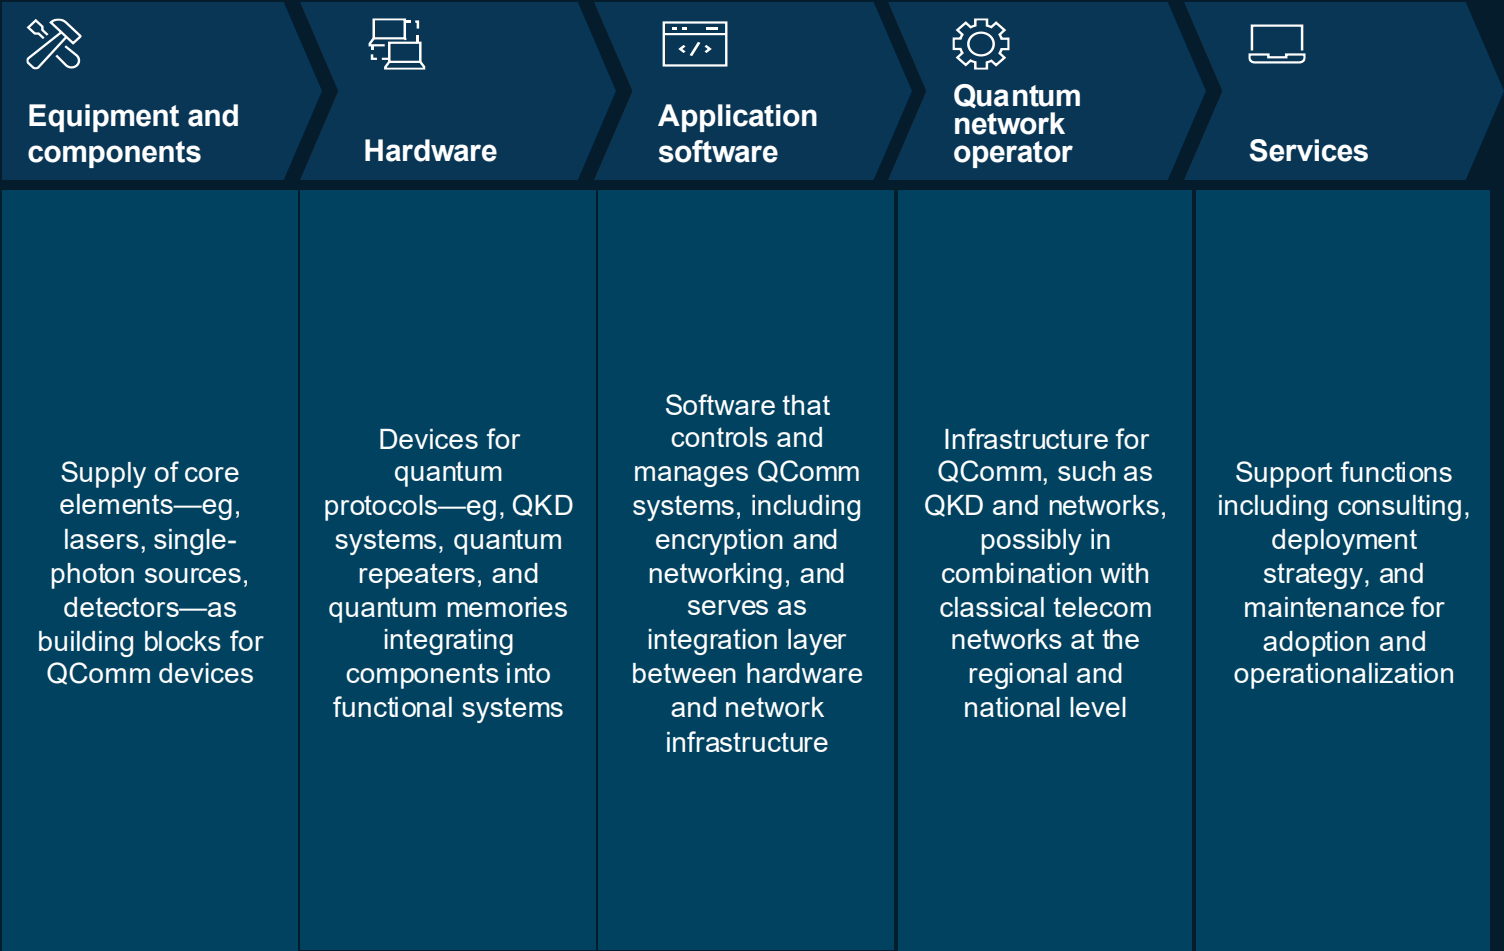 Equipment and
components
Hardware
Application
software
Quantum
network
operator
Services
Supply of core
elements—eg,
lasers, single-
photon sources,
detectors—as
building blocks for
QComm devices
Devices for
quantum
protocols—eg, QKD
systems, quantum
repeaters, and
quantum memories
integrating
components into
functional systems
Software that
controls and
manages QComm
systems, including
encryption and
networking, and
serves as
integration layer
between hardware
and network
infrastructure
Infrastructure for
QComm, such as
QKD and networks,
possibly in
combination with
classical telecom
networks at the
regional and
national level
Support functions
including consulting,
deployment
strategy, and
maintenance for
adoption and
operationalization